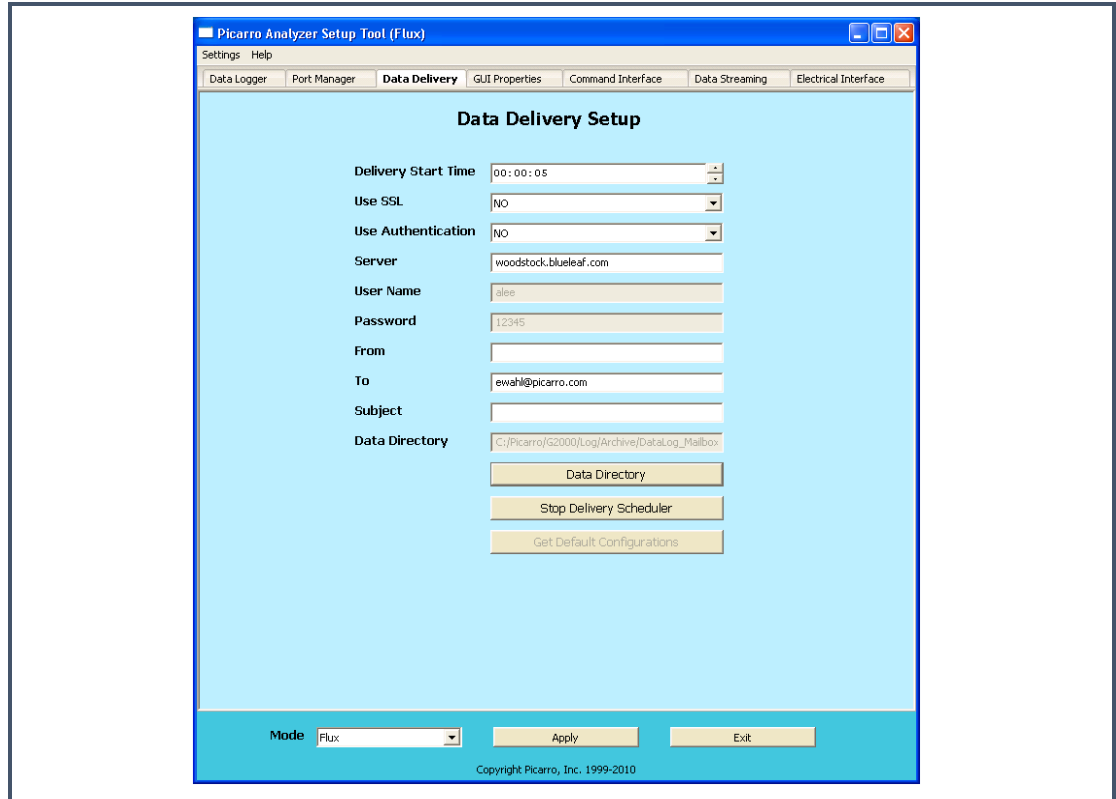 Picarro Analyzer Setup Tool (Flux)
Settings Help
Data Logger Port Manager Data Delivery GUI Properties Command Interface Data Streaming Electrical Interface
Data Delivery Setup
Delivery Start Time 00:00:05
Use SSL NO
Use Authentication NO
Server woodstock.blueleaf.com
User Name alee
Password 12345
From
To ewahl@picarro.com
Subject
Data Directory C:/Picarro/G2000/Log/Archive/DataLog_Mailbox
Data Directory
Stop Delivery Scheduler
Get Default Configurations
Mode Flux Apply Exit
Copyright Picarro, Inc. 1999-2010